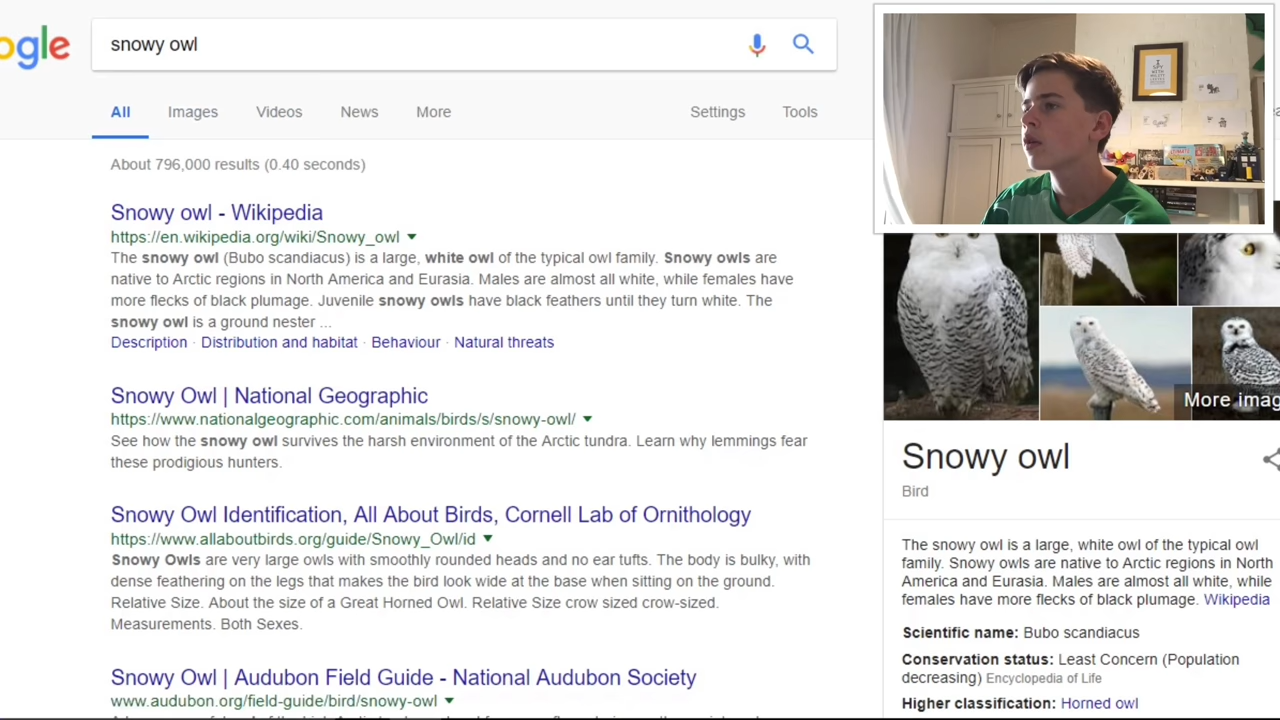 ogle
snowy owl
All Images Videos News More Settings Tools
About 796,000 results (0.40 seconds)
Snowy owl - Wikipedia
https://en.wikipedia.org/wiki/Snowy_owl
The snowy owl (Bubo scandiacus) is a large, white owl of the typical owl family. Snowy owls are
native to Arctic regions in North America and Eurasia. Males are almost all white, while females have
more flecks of black plumage. Juvenile snowy owls have black feathers until they turn white. The
snowy owl is a ground nester ...
Description · Distribution and habitat · Behaviour · Natural threats
Snowy Owl | National Geographic
https://www.nationalgeographic.com/animals/birds/s/snowy-owl/
See how the snowy owl survives the harsh environment of the Arctic tundra. Learn why lemmings fear
these prodigious hunters.
Snowy Owl Identification, All About Birds, Cornell Lab of Ornithology
https://www.allaboutbirds.org/guide/Snowy_Owl/id
Snowy Owls are very large owls with smoothly rounded heads and no ear tufts. The body is bulky, with
dense feathering on the legs that makes the bird look wide at the base when sitting on the ground.
Relative Size. About the size of a Great Horned Owl. Relative Size crow sized crow-sized.
Measurements. Both Sexes.
Snowy Owl | Audubon Field Guide - National Audubon Society
www.audubon.org/field-guide/bird/snowy-owl
More imag
Snowy owl
Bird
The snowy owl is a large, white owl of the typical owl
family. Snowy owls are native to Arctic regions in North
America and Eurasia. Males are almost all white, while
females have more flecks of black plumage. Wikipedia
Scientific name: Bubo scandiacus
Conservation status: Least Concern (Population
decreasing) Encyclopedia of Life
Higher classification: Horned owl